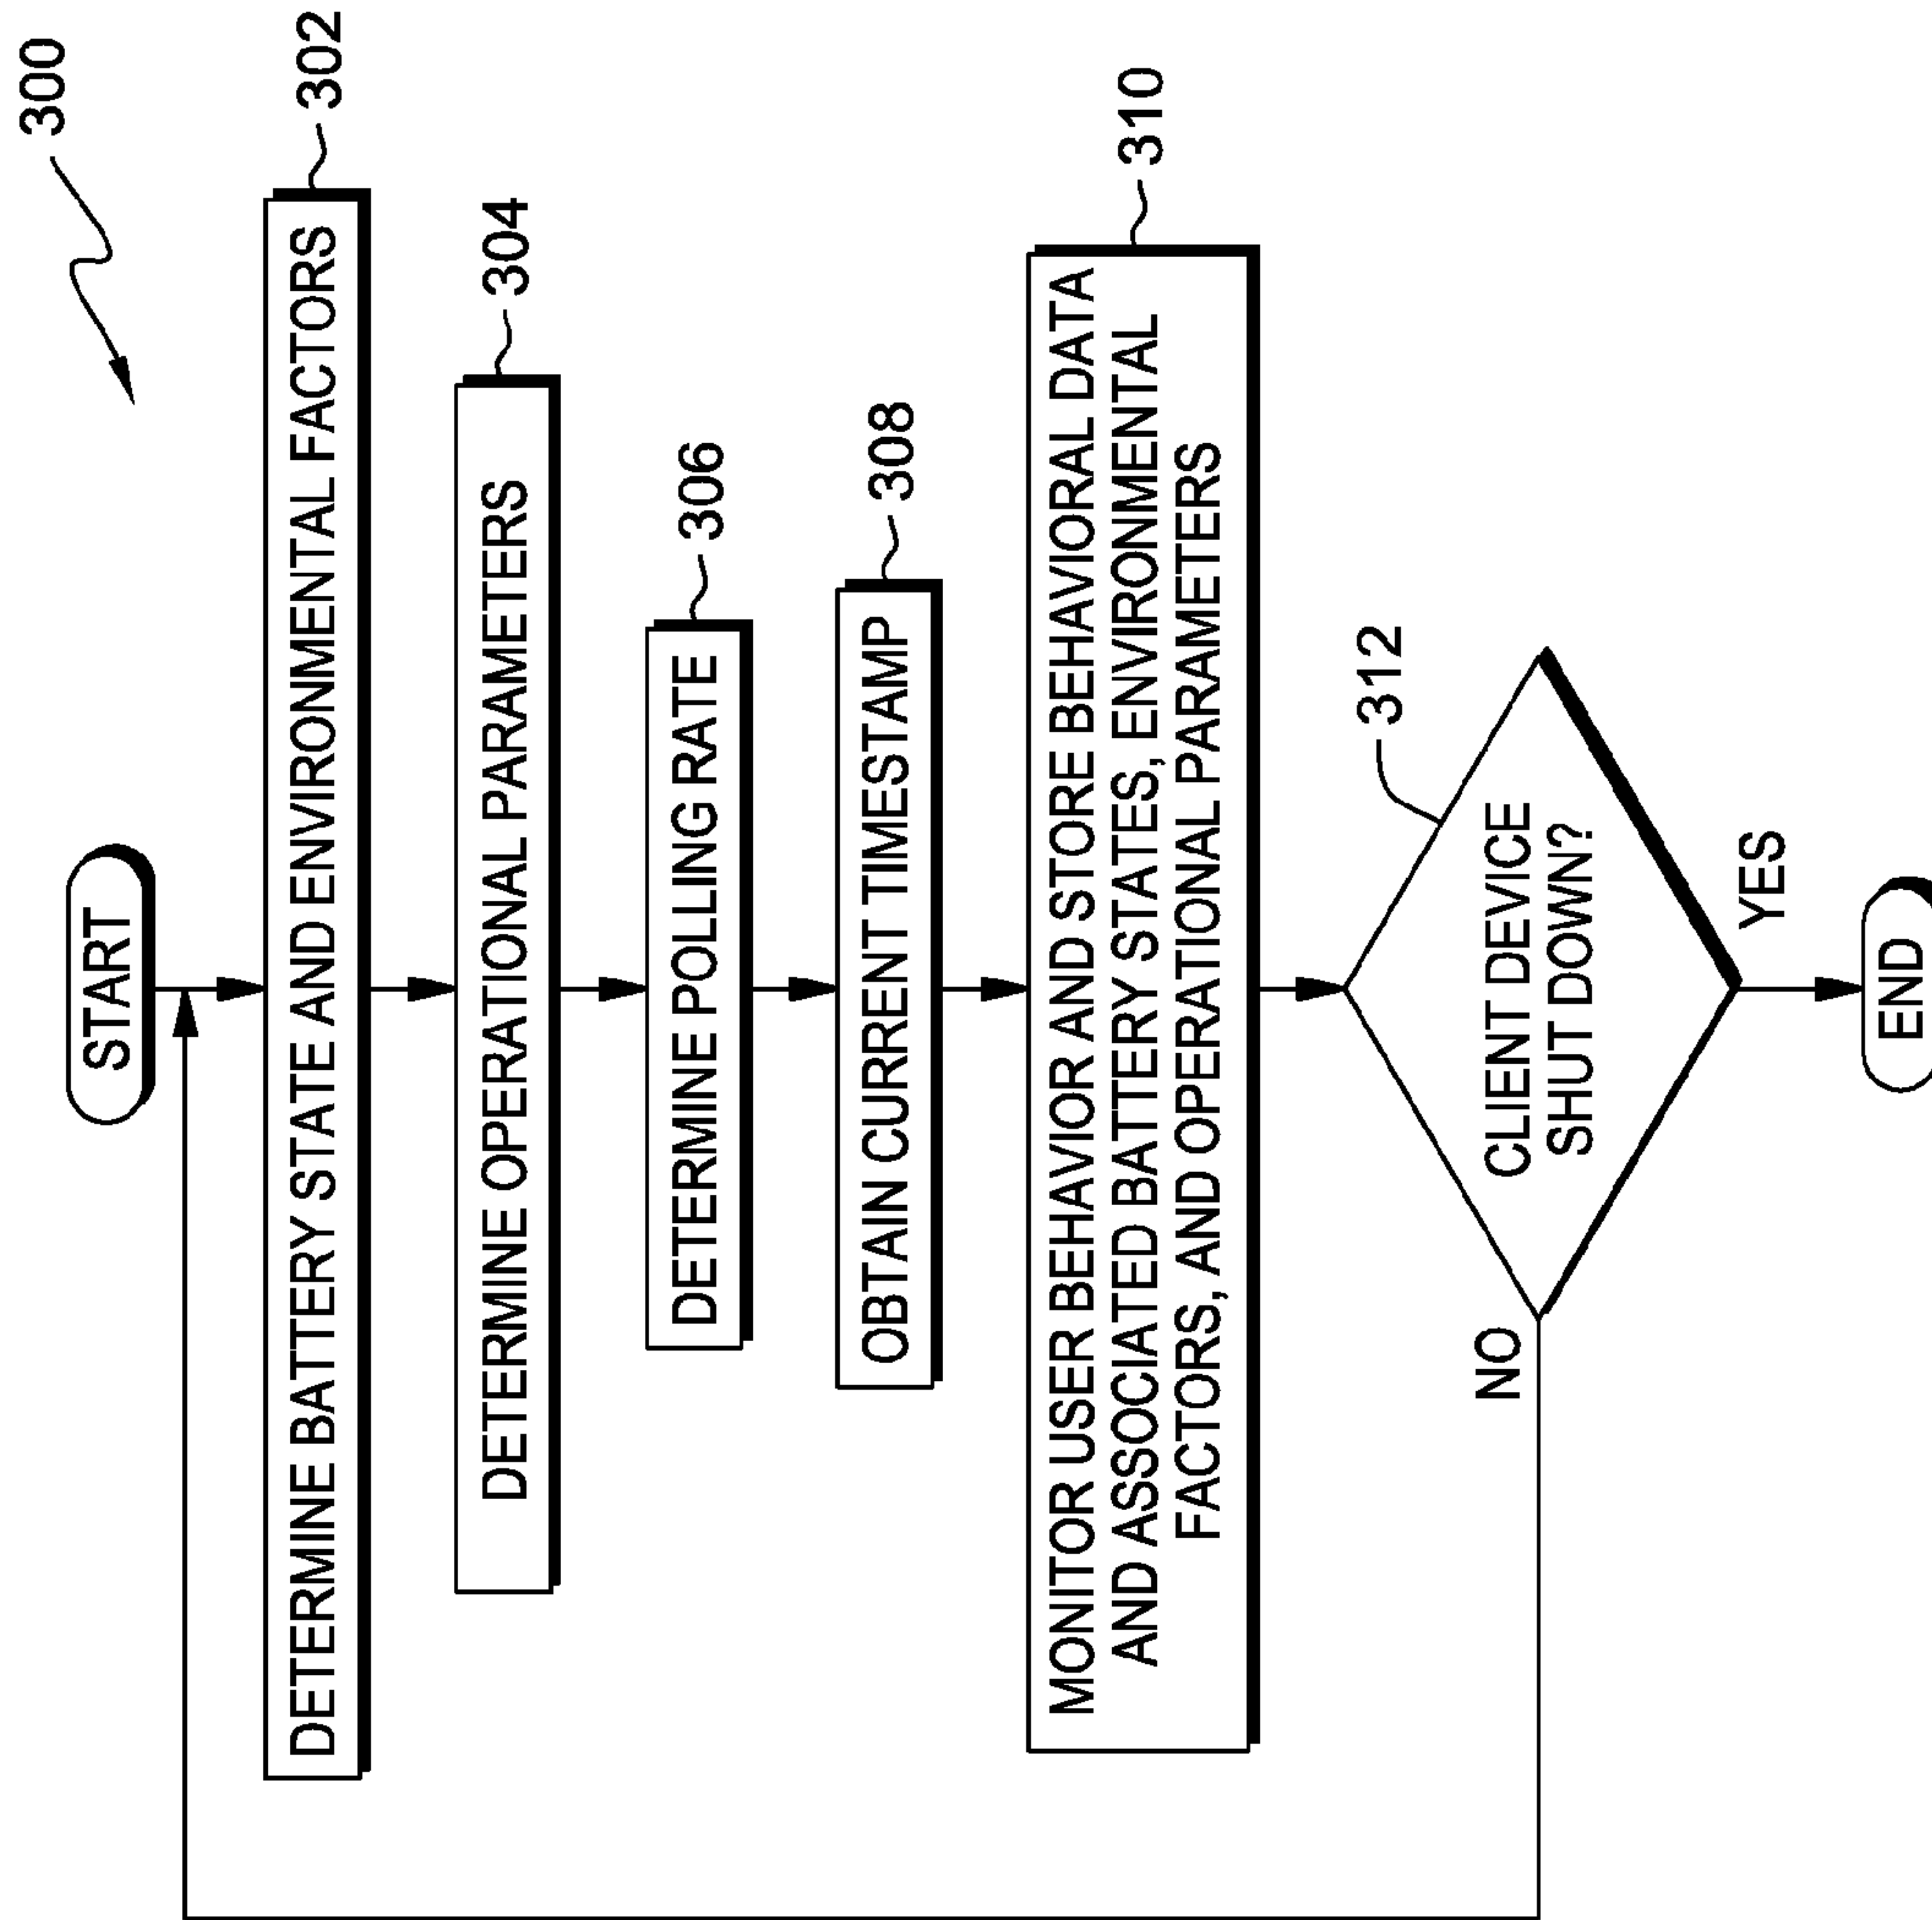 300
START
DETERMINE BATTERY STATE AND ENVIRONMENTAL FACTORS
302
DETERMINE OPERATIONAL PARAMETERS
304
DETERMINE POLLING RATE
306
OBTAIN CURRENT TIMESTAMP
308
MONITOR USER BEHAVIOR AND STORE BEHAVIORAL DATA
AND ASSOCIATED BATTERY STATES, ENVIRONMENTAL
FACTORS, AND OPERATIONAL PARAMETERS
310
312
CLIENT DEVICE
SHUT DOWN?
NO
YES
END